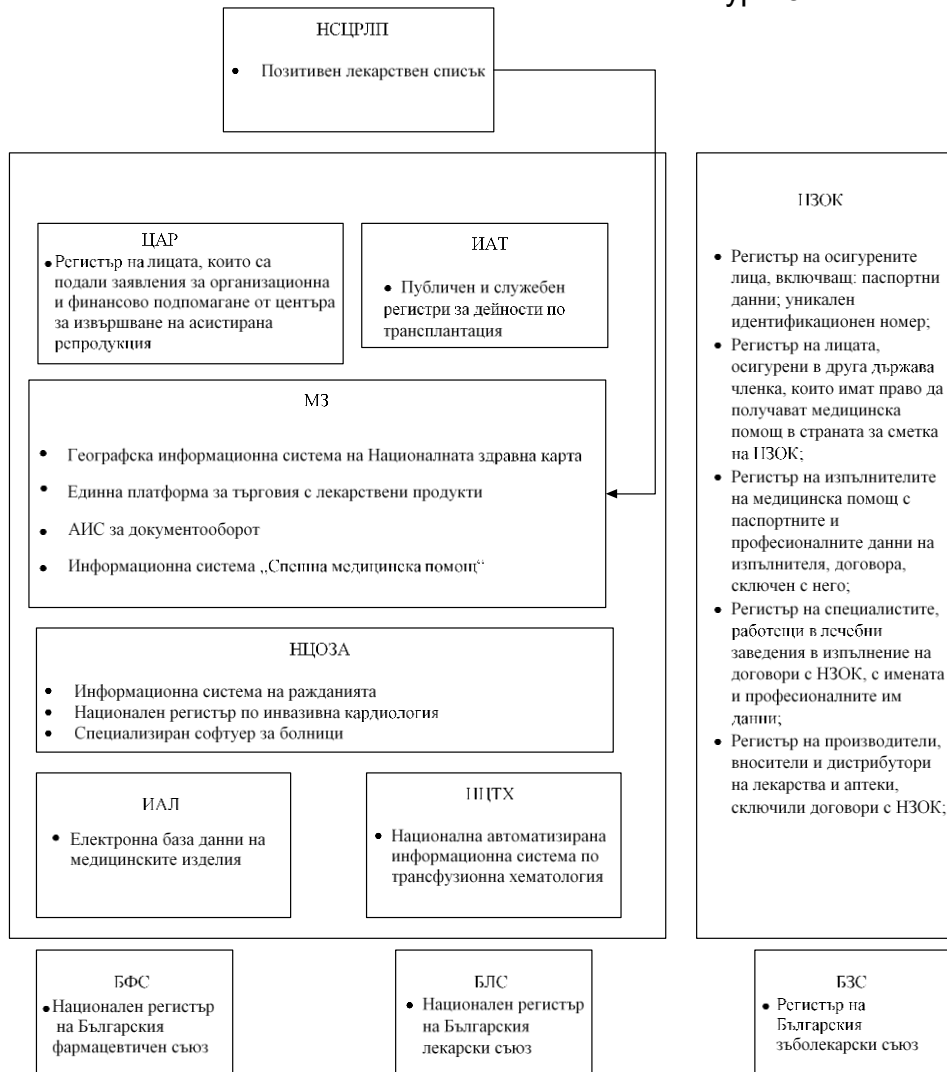 НСЦРЛП
• Позитивен лекарствен списък
ЦАР
• Регистър на лицата, които са
подали заявления за организационна
и финансово подпомагане от центъра
за извършване на асистирана
репродукция
ИАТ
• Публичен и служебен
регистри за дейности по
трансплантация
МЗ
• Географска информационна система на Националната здравна карта
• Единна платформа за търговия с лекарствени продукти
• АИС за документооборот
• Информационна система „Спешна медицинска помощ“
НЦОЗА
• Информационна система на ражданията
• Национален регистър по инвазивна кардиология
• Специализиран софтуер за болници
ИАЛ
• Електронна база данни на
медицинските изделия
НЦТХ
• Национална автоматизирана
информационна система по
трансфузионна хематология
НЗОК
• Регистър на осигурените
лица, включващ: паспортни
данни; уникален
идентификационен номер;
• Регистър на лицата,
осигурени в друга държава
членка, които имат право да
получават медицинска
помощ в страната за сметка
на НЗОК;
• Регистър на изпълнителите
на медицинска помощ с
паспортните и
професионалните данни на
изпълнителя, договора,
сключен с него;
• Регистър на специалистите,
работещи в лечебни
заведения в изпълнение на
договори с НЗОК, с имената
и професионалните им
данни;
• Регистър на производители,
вносители и дистрибутори
на лекарства и аптеки,
сключили договори с НЗОК;
БФС
• Национален регистър
на Българския
фармацевтичен съюз
БЛС
• Национален регистър
на Българския
лекарски съюз
БЗС
• Регистър на
Българския
зъболекарски съюз